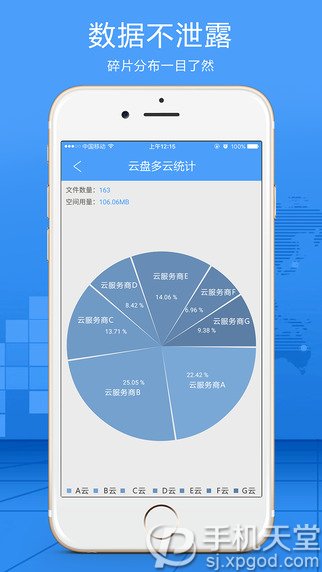 数据不泄露
碎片分布一目了然
中国移动
上午12:15
云盘多云统计
文件数量：163
空间用量：106.06MB
云服务商E
14.06 %
云服务商D
8.42 %
云服务商F
6.96 %
云服务商C
13.71 %
云服务商G
9.38 %
25.05 %
云服务商B
22.42 %
云服务商A
A云 B云 C云 D云 E云 F云 G云
手机天堂
sj.xpgod.com